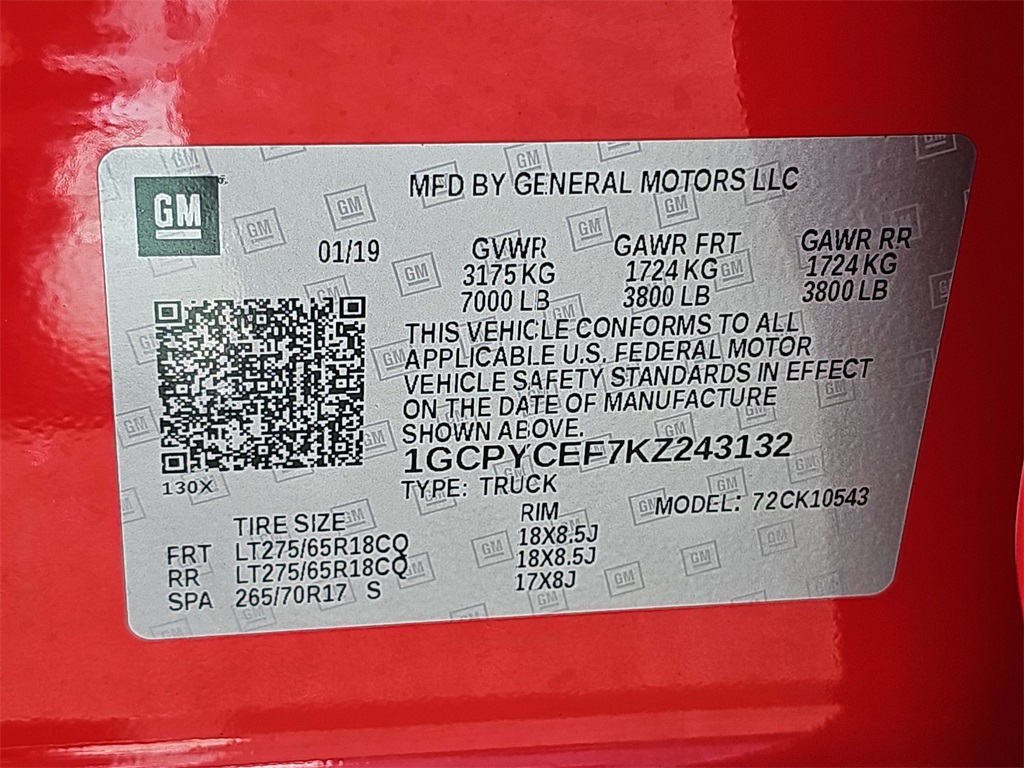 GM
MFD BY GENERAL MOTORS LLC
01/19 GVWR GAWR FRT GAWR RR
3175 KG 1724 KG 1724 KG
7000 LB 3800 LB 3800 LB
THIS VEHICLE CONFORMS TO ALL
APPLICABLE U.S. FEDERAL MOTOR
VEHICLE SAFETY STANDARDS IN EFFECT
ON THE DATE OF MANUFACTURE
SHOWN ABOVE.
1GCPYCEF7KZ243132
130X
TYPE: TRUCK MODEL: 72CK10543
TIRE SIZE RIM
FRT LT275/65R18CQ 18X8.5J
RR LT275/65R18CQ 18X8.5J
SPA 265/70R17 S 17X8J